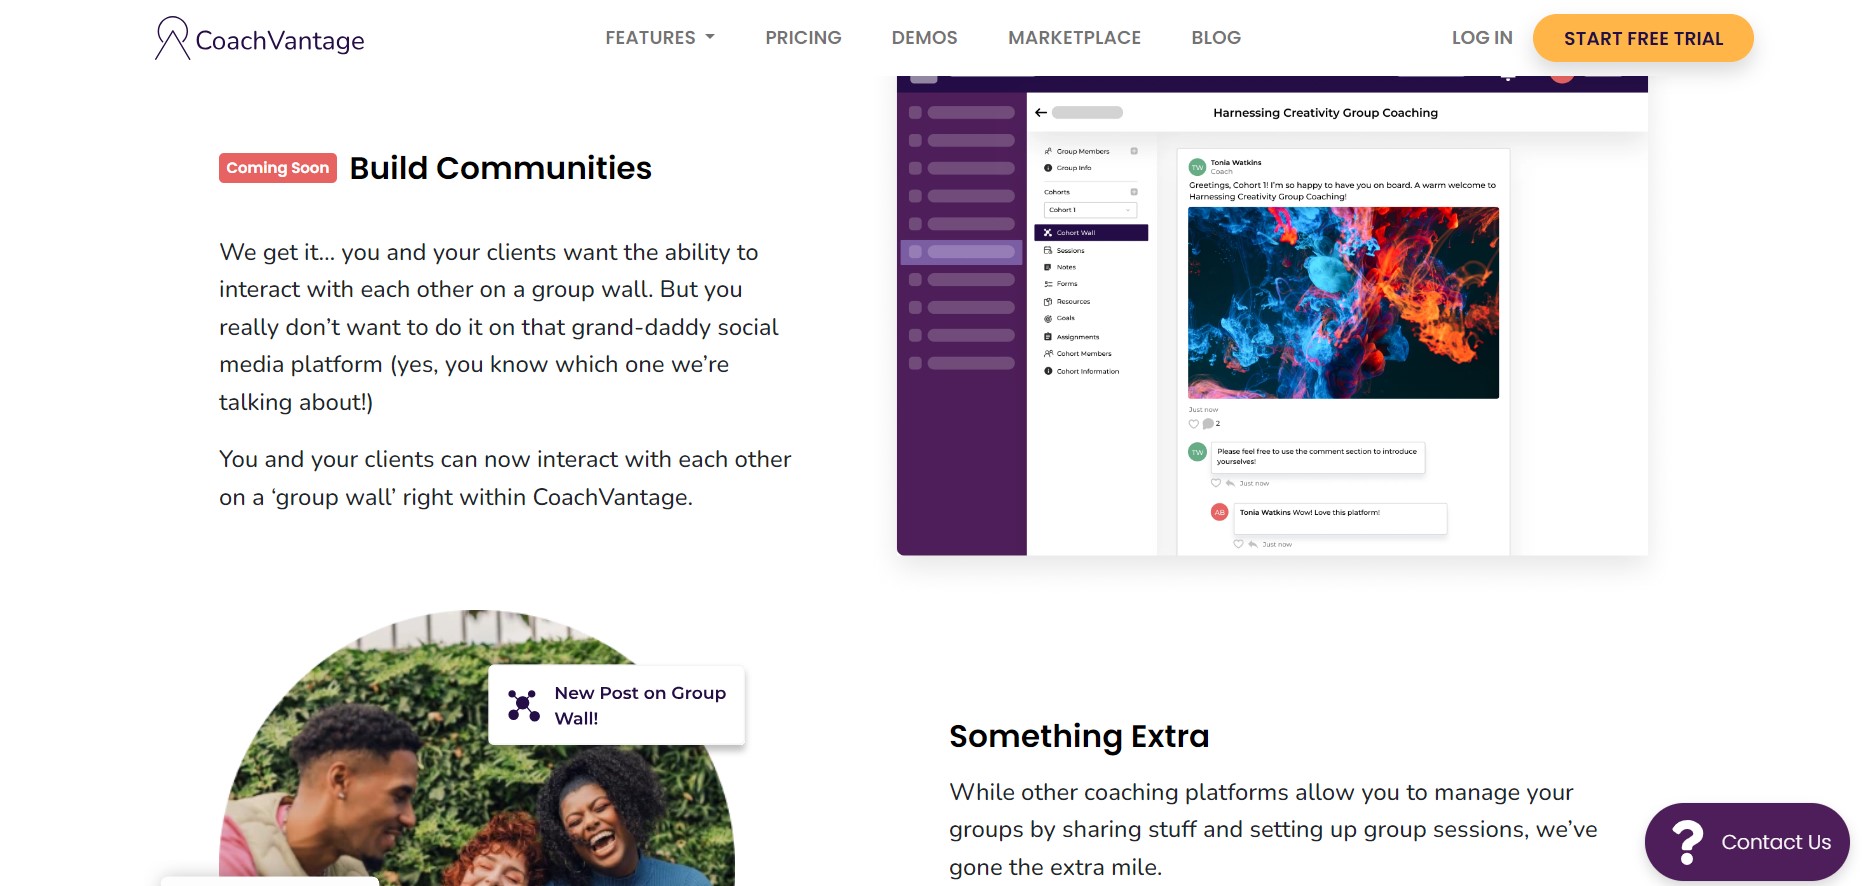 CoachVantage
FEATURES
PRICING
DEMOS
MARKETPLACE
BLOG
LOG IN
START FREE TRIAL
Coming Soon
Build Communities
We get it... you and your clients want the ability to
interact with each other on a group wall. But you
really don’t want to do it on that grand-daddy social
media platform (yes, you know which one we’re
talking about!)
You and your clients can now interact with each other
on a ‘group wall’ right within CoachVantage.
Harnessing Creativity Group Coaching
Group Members
Group Info
Cohorts
Cohort 1
Cohort Wall
Sessions
Notes
Forms
Resources
Goals
Assignments
Cohort Members
Cohort Information
TW
Tonia Watkins
Coach
Greetings, Cohort 1! I'm so happy to have you on board. A warm welcome to
Harnessing Creativity Group Coaching!
Just now
2
TW
Please feel free to use the comment section to introduce
yourselves!
Just now
AB
Tonia Watkins Wow! Love this platform!
Just now
New Post on Group
Wall!
Something Extra
While other coaching platforms allow you to manage your
groups by sharing stuff and setting up group sessions, we’ve
gone the extra mile.
Contact Us